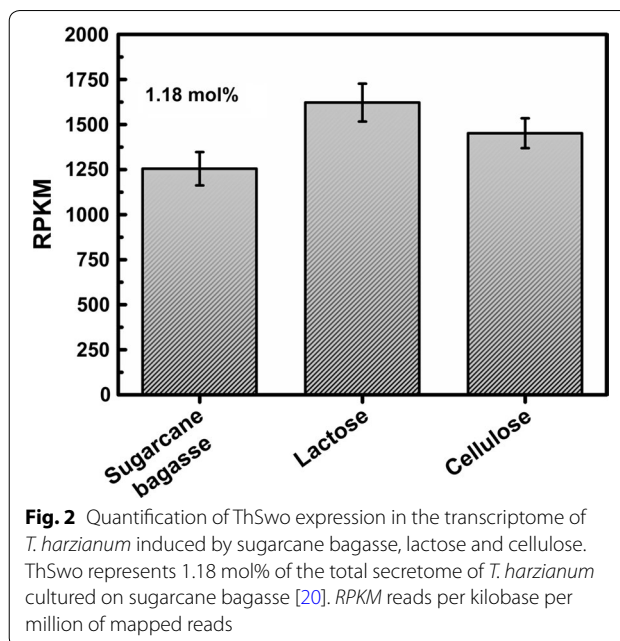 2000
1750
1500
1250
1000
750
500
250
0
RPKM
1.18 mol%
Sugarcane
bagasse
Lactose
Cellulose
Fig. 2 Quantification of ThSwo expression in the transcriptome of
T. harzianum induced by sugarcane bagasse, lactose and cellulose.
ThSwo represents 1.18 mol% of the total secretome of T. harzianum
cultured on sugarcane bagasse [20]. RPKM reads per kilobase per
million of mapped reads